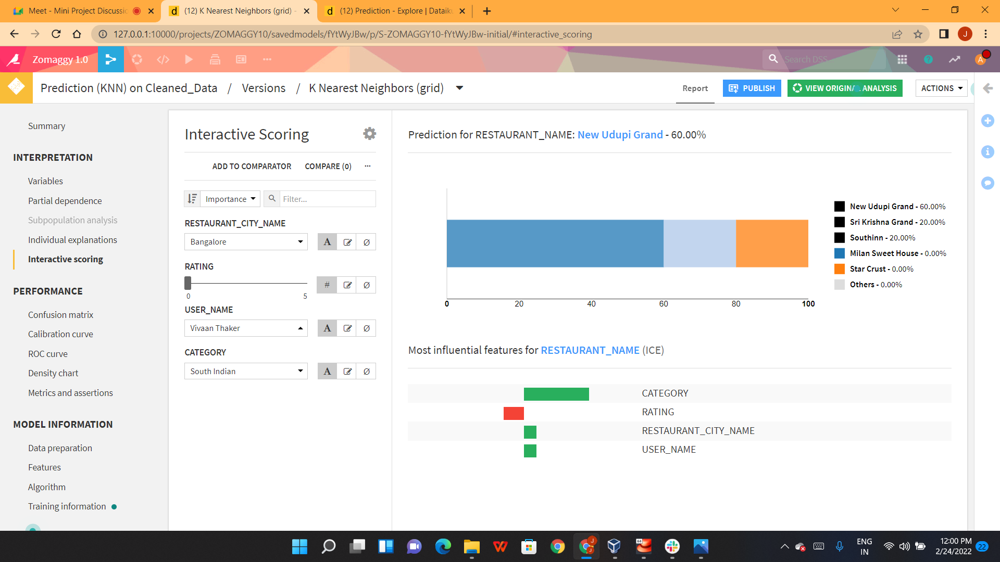 Meet - Mini Project Discussio
(12) K Nearest Neighbors (grid) -
(12) Prediction - Explore | Dataiku
127.0.0.1:10000/projects/ZOMAGGY10/savedmodels/fYtWyJBw/p/S-ZOMAGGY10-fYtWyJBw-initial/#interactive_scoring
J
Zomaggy 1.0
Search DSS
A
Prediction (KNN) on Cleaned_Data / Versions / K Nearest Neighbors (grid)
Report
PUBLISH
VIEW ORIGINAL ANALYSIS
ACTIONS
Summary
INTERPRETATION
Variables
Partial dependence
Subpopulation analysis
Individual explanations
Interactive scoring
PERFORMANCE
Confusion matrix
Calibration curve
ROC curve
Density chart
Metrics and assertions
MODEL INFORMATION
Data preparation
Features
Algorithm
Training information
Interactive Scoring
ADD TO COMPARATOR
COMPARE (0)
...
Importance
Filter...
RESTAURANT_CITY_NAME
Bangalore
A
Ø
RATING
#
Ø
0
5
USER_NAME
Vivaan Thaker
A
Ø
CATEGORY
South Indian
A
Ø
Prediction for RESTAURANT_NAME: New Udupi Grand - 60.00%
New Udupi Grand - 60.00%
Sri Krishna Grand - 20.00%
Southinn - 20.00%
Milan Sweet House - 0.00%
Star Crust - 0.00%
Others - 0.00%
0 20 40 60 80 100
Most influential features for RESTAURANT_NAME (ICE)
CATEGORY
RATING
RESTAURANT_CITY_NAME
USER_NAME
J
64
ENG
IN
12:00 PM
2/24/2022
22